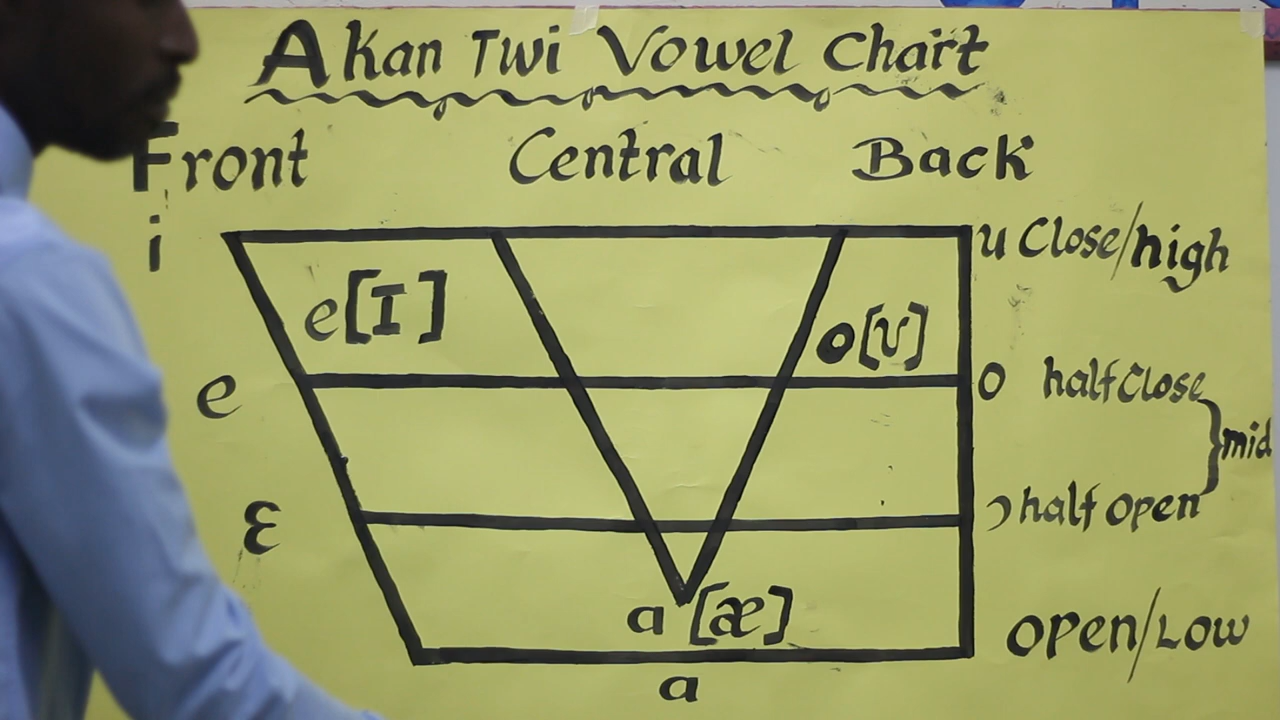 Akan Twi Vowel Chart
Front Central Back
i u Close/high
e[I] o[ʋ]
e o half Close
mid
ɛ ɔ half open
a [æ] open/Low
a